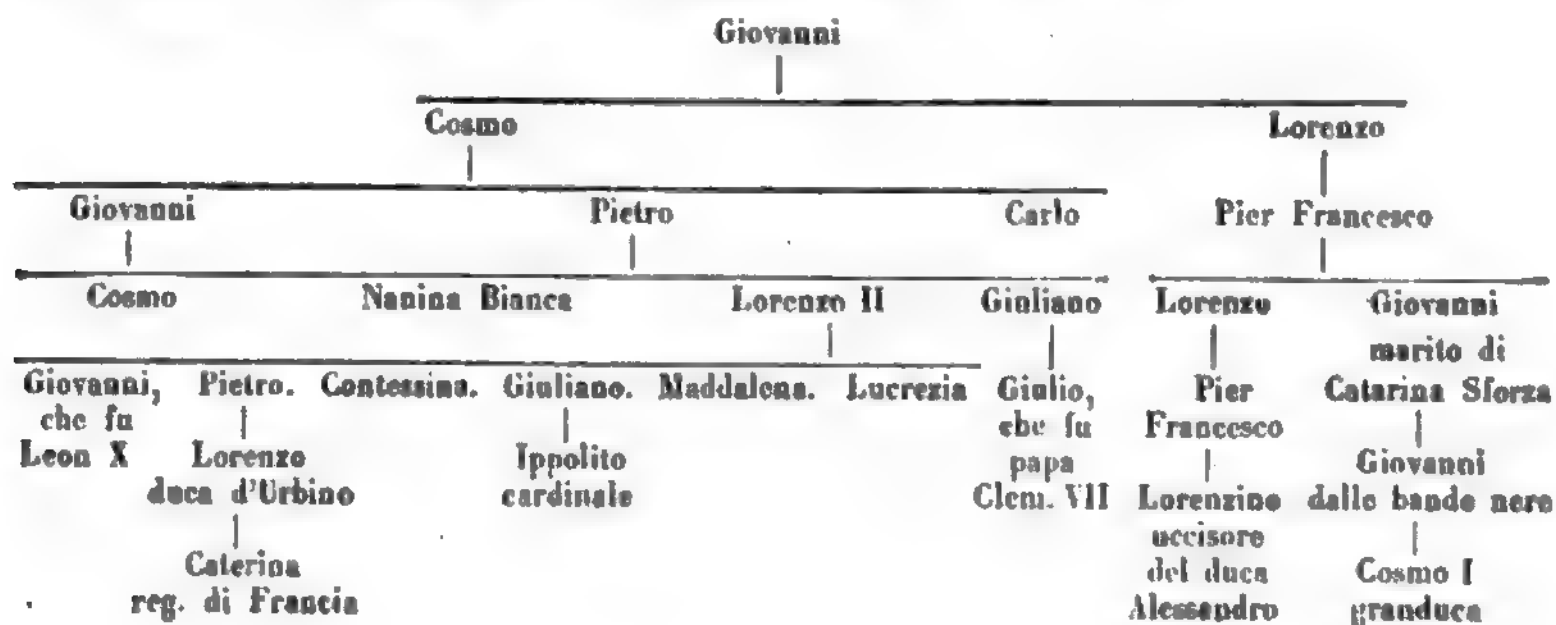 Giovanni
Cosmo Lorenzo
Giovanni Pietro Carlo Pier Francesco
Cosmo Nanina Bianca Lorenzo II Giuliano Lorenzo Giovanni
marito di
Giovanni, Pietro. Contessina. Giuliano. Maddalena. Lucrezia Giulio, Pier Catarina Sforza
che fu che fu Francesco
Leon X Lorenzo Ippolito papa Giovanni
duca d'Urbino cardinale Clem. VII Lorenzino dalle bande nere
uccisore
Caterina del duca Cosmo I
reg. di Francia Alessandro granduca